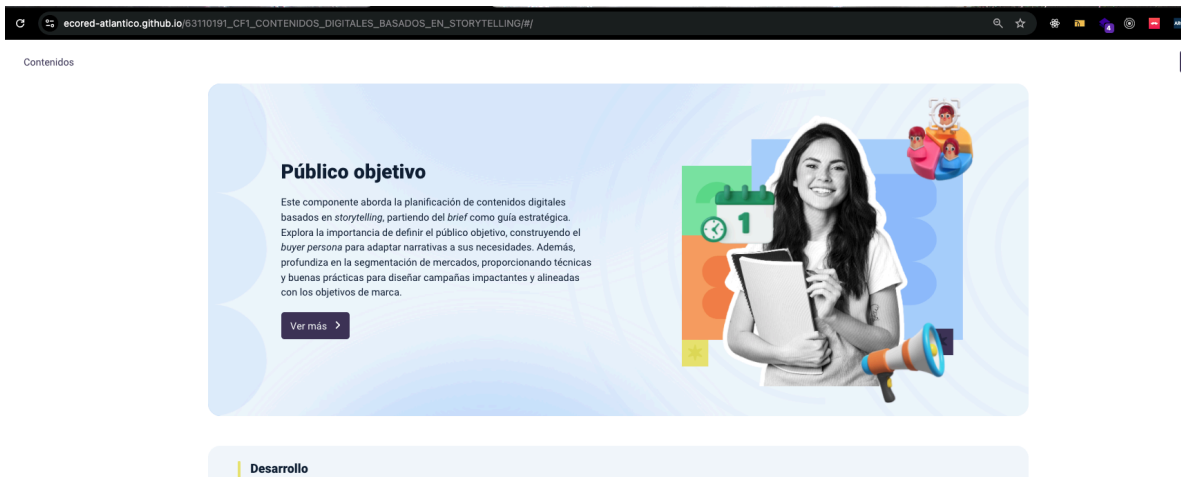 ecored-atlantico.github.io/63110191_CF1_CONTENIDOS_DIGITALES_BASADOS_EN_STORYTELLING/#/
4
Contenidos
Público objetivo
Este componente aborda la planificación de contenidos digitales
basados en storytelling, partiendo del brief como guía estratégica.
Explora la importancia de definir el público objetivo, construyendo el
buyer persona para adaptar narrativas a sus necesidades. Además,
profundiza en la segmentación de mercados, proporcionando técnicas
y buenas prácticas para diseñar campañas impactantes y alineadas
con los objetivos de marca.
Ver más
1
Desarrollo